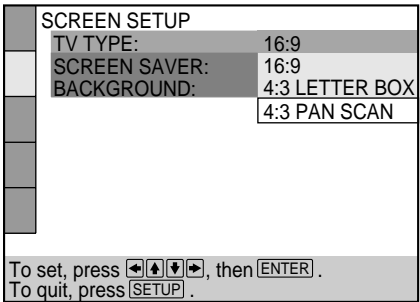 SCREEN SETUP
TV TYPE: 16:9
SCREEN SAVER: 16:9
BACKGROUND: 4:3 LETTER BOX
4:3 PAN SCAN
To set, press ←↑↓→, then ENTER .
To quit, press SETUP .